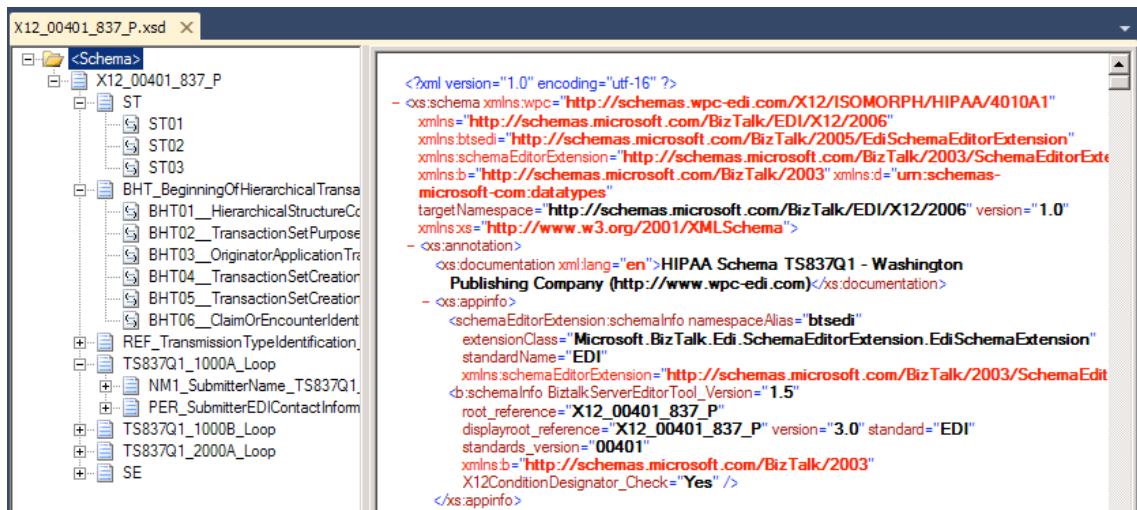 X12_00401_837_P.xsd
<Schema>
X12_00401_837_P
ST
ST01
ST02
ST03
BHT_BeginningOfHierarchicalTransa
BHT01__HierarchicalStructureCc
BHT02__TransactionSetPurpose
BHT03__OriginatorApplicationTra
BHT04__TransactionSetCreation
BHT05__TransactionSetCreation
BHT06__ClaimOrEncounterIdent
REF_TransmissionTypeIdentification_
TS837Q1_1000A_Loop
NM1_SubmitterName_TS837Q1_
PER_SubmitterEDIContactInform
TS837Q1_1000B_Loop
TS837Q1_2000A_Loop
SE
<?xml version="1.0" encoding="utf-16" ?>
- <xs:schema xmlns:wpc="http://schemas.wpc-edi.com/X12/ISOMORPH/HIPAA/4010A1"
xmlns="http://schemas.microsoft.com/BizTalk/EDI/X12/2006"
xmlns:btsedi="http://schemas.microsoft.com/BizTalk/2005/EdiSchemaEditorExtension"
xmlns:schemaEditorExtension="http://schemas.microsoft.com/BizTalk/2003/SchemaEditorExte
xmlns:b="http://schemas.microsoft.com/BizTalk/2003" xmlns:d="urn:schemas-
microsoft-com:datatypes"
targetNamespace="http://schemas.microsoft.com/BizTalk/EDI/X12/2006" version="1.0"
xmlns:xs="http://www.w3.org/2001/XMLSchema">
- <xs:annotation>
<xs:documentation xml:lang="en">HIPAA Schema TS837Q1 - Washington
Publishing Company (http://www.wpc-edi.com)</xs:documentation>
- <xs:appinfo>
<schemaEditorExtension:schemaInfo namespaceAlias="btsedi"
extensionClass="Microsoft.BizTalk.Edi.SchemaEditorExtension.EdiSchemaExtension"
standardName="EDI"
xmlns:schemaEditorExtension="http://schemas.microsoft.com/BizTalk/2003/SchemaEdit
<b:schemaInfo BiztalkServerEditorTool_Version="1.5"
root_reference="X12_00401_837_P"
displayroot_reference="X12_00401_837_P" version="3.0" standard="EDI"
standards_version="00401"
xmlns:b="http://schemas.microsoft.com/BizTalk/2003"
X12ConditionDesignator_Check="Yes" />
</xs:appinfo>